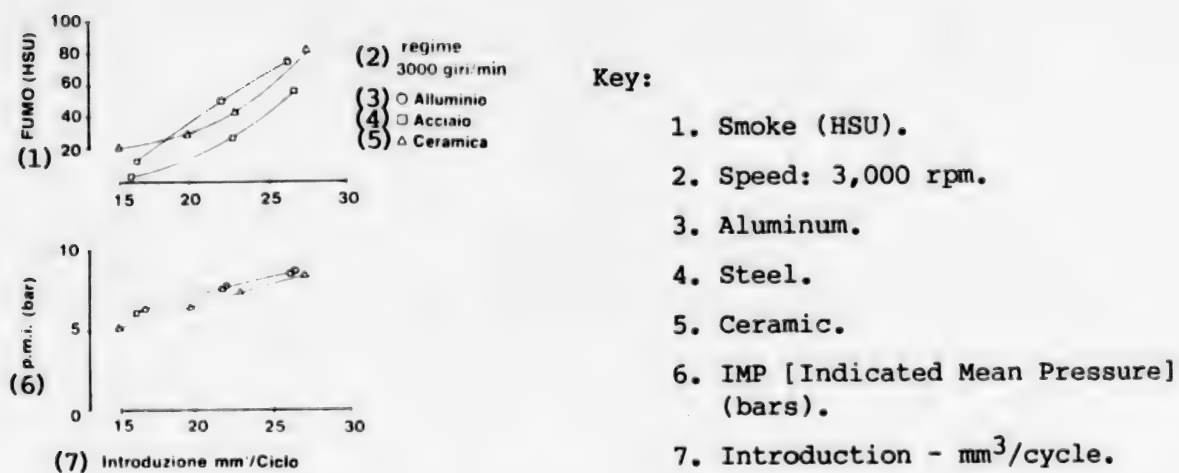 100
80
60
40
20
FUMO (HSU)
(1)
15 20 25 30
(2) regime
3000 giri/min
(3) ○ Alluminio
(4) □ Acciaio
(5) △ Ceramica
10
5
0
p.m.i. (bar)
(6)
15 20 25 30
(7) Introduzione mm³/Ciclo
Key:
1. Smoke (HSU).
2. Speed: 3,000 rpm.
3. Aluminum.
4. Steel.
5. Ceramic.
6. IMP [Indicated Mean Pressure]
(bars).
7. Introduction - mm³/cycle.